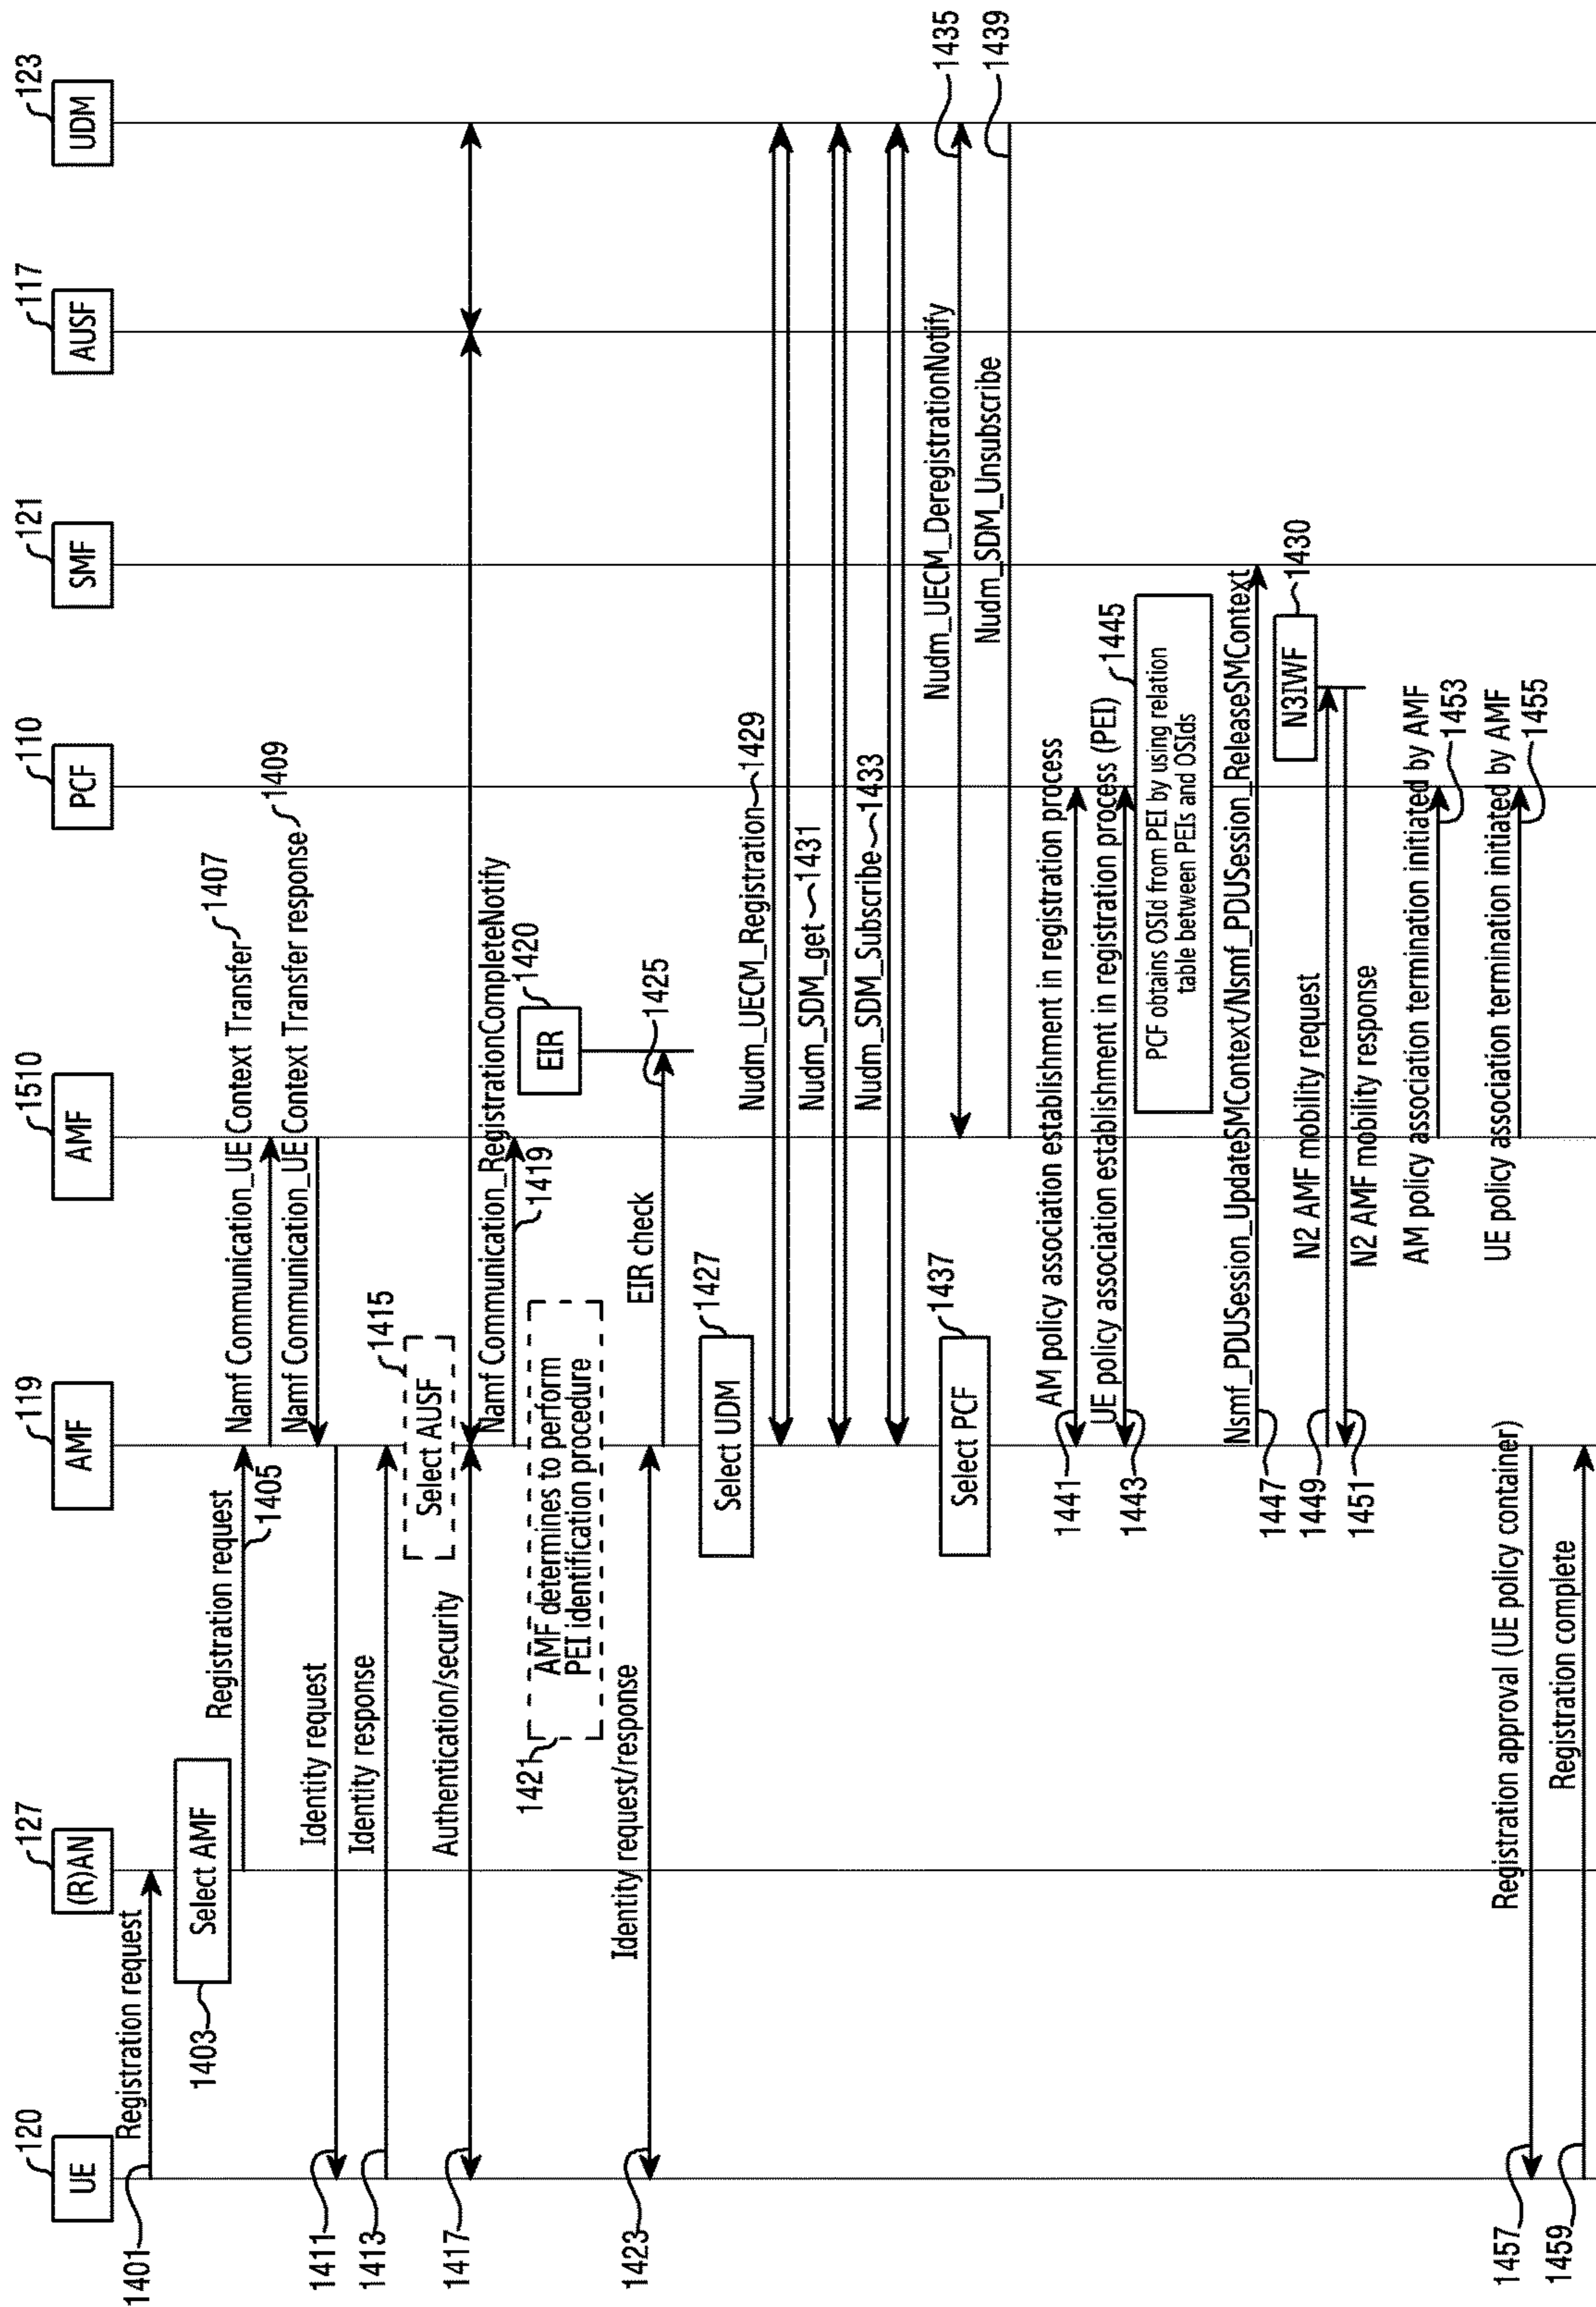 120
127
119
1510
110
121
117
123
UE
(R)AN
AMF
AMF
PCF
SMF
AUSF
UDM
1401
Registration request
1403
Select AMF
Registration request
1405
Namf Communication_UE Context Transfer
1407
Namf Communication_UE Context Transfer response
1409
1411
Identity request
1413
Identity response
Select AUSF
1415
1417
Authentication/security
Namf Communication_RegistrationCompleteNotify
1419
1421
AMF determines to perform
PEI identification procedure
EIR
1420
1423
Identity request/response
EIR check
1425
Select UDM
1427
Nudm_UECM_Registration
1429
Nudm_SDM_get
1431
Nudm_SDM_Subscribe
1433
Nudm_UECM_DeregistrationNotify
1435
Select PCF
1437
Nudm_SDM_Unsubscribe
1439
1441
AM policy association establishment in registration process
1443
UE policy association establishment in registration process (PEI)
1445
PCF obtains OSId from PEI by using relation
table between PEIs and OSIds
1447
Nsmf_PDUSession_UpdateSMContext/Nsmf_PDUSession_ReleaseSMContext
N3IWF
1430
1449
N2 AMF mobility request
1451
N2 AMF mobility response
AM policy association termination initiated by AMF
1453
UE policy association termination initiated by AMF
1455
1457
Registration approval (UE policy container)
1459
Registration complete